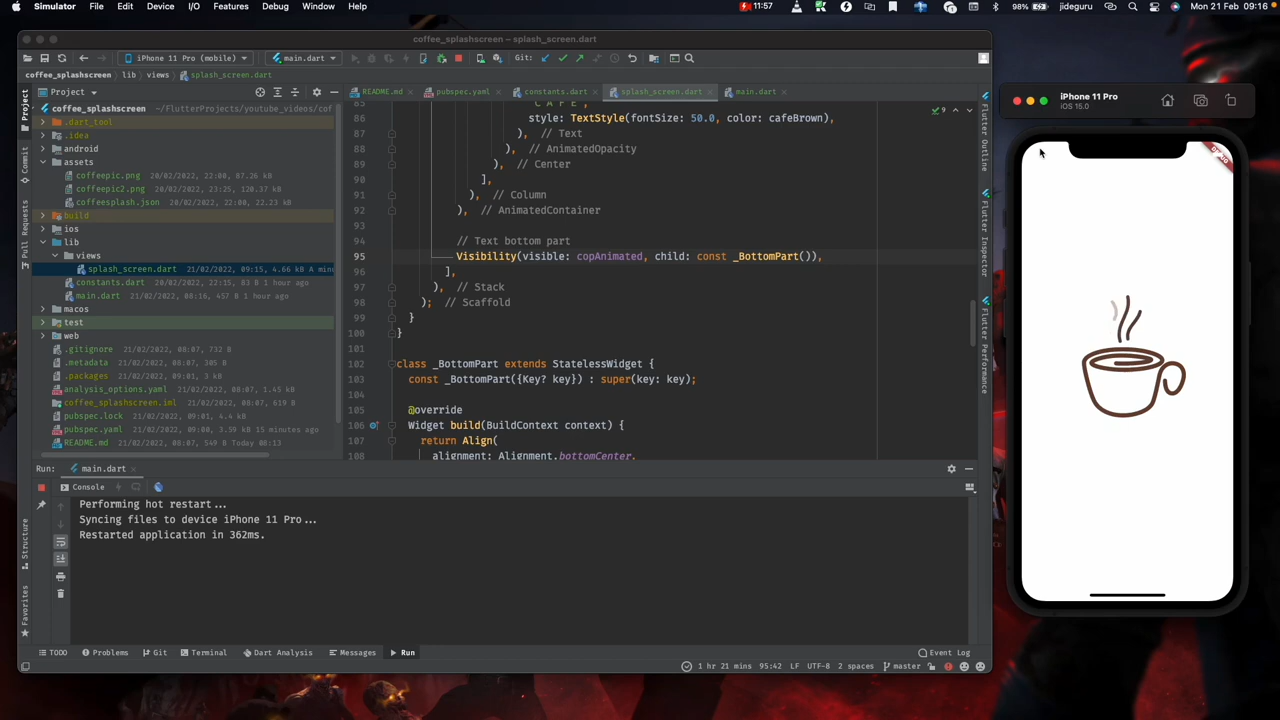 Simulator File Edit Device I/O Features Debug Window Help
11:57 98% jideguru Mon 21 Feb 09:16
coffee_splashscreen – splash_screen.dart
iPhone 11 Pro (mobile) main.dart Git:
coffee_splashscreen lib views splash_screen.dart
Project
Project
README.md pubspec.yaml constants.dart splash_screen.dart main.dart
coffee_splashscreen ~/FlutterProjects/youtube_videos/cof
.dart_tool
.idea
android
assets
coffeepic.png 20/02/2022, 22:00, 87.26 kB
coffeepic2.png 20/02/2022, 23:25, 120.37 kB
coffeesplash.json 22/02/2022, 22:00, 22.23 kB
build
ios
lib
views
splash_screen.dart 21/02/2022, 09:15, 4.66 kB A minu
constants.dart 21/02/2022, 22:15, 83 B 1 hour ago
main.dart 21/02/2022, 08:16, 457 B 1 hour ago
macos
test
web
.gitignore 21/02/2022, 08:07, 732 B
.metadata 21/02/2022, 08:07, 305 B
.packages 21/02/2022, 09:01, 3 kB
analysis_options.yaml 21/02/2022, 08:07, 1.45 kB
coffee_splashscreen.iml 21/02/2022, 08:07, 619 B
pubspec.lock 21/02/2022, 09:01, 4.4 kB
pubspec.yaml 21/02/2022, 09:00, 3.59 kB 15 minutes ago
README.md 21/02/2022, 08:07, 549 B Today 08:13
Commit
Pull Requests
Structure
Favorites
85 'C A F É',
86 style: TextStyle(fontSize: 50.0, color: cafeBrown),
87 ), // Text
88 ), // AnimatedOpacity
89 ), // Center
90 ],
91 ), // Column
92 ), // AnimatedContainer
93
94 // Text bottom part
95 Visibility(visible: copAnimated, child: const _BottomPart()),
96 ],
97 ), // Stack
98 ); // Scaffold
99 }
100 }
101
102 class _BottomPart extends StatelessWidget {
103 const _BottomPart({Key? key}) : super(key: key);
104
105 @override
106 Widget build(BuildContext context) {
107 return Align(
108 alignment: Alignment.bottomCenter,
9
Flutter Outline
Flutter Inspector
Flutter Performance
Run: main.dart
Console
Performing hot restart...
Syncing files to device iPhone 11 Pro...
Restarted application in 362ms.
TODO Problems Git Terminal Dart Analysis Messages Run Event Log
1 hr 21 mins 95:42 LF UTF-8 2 spaces master
iPhone 11 Pro
iOS 15.0